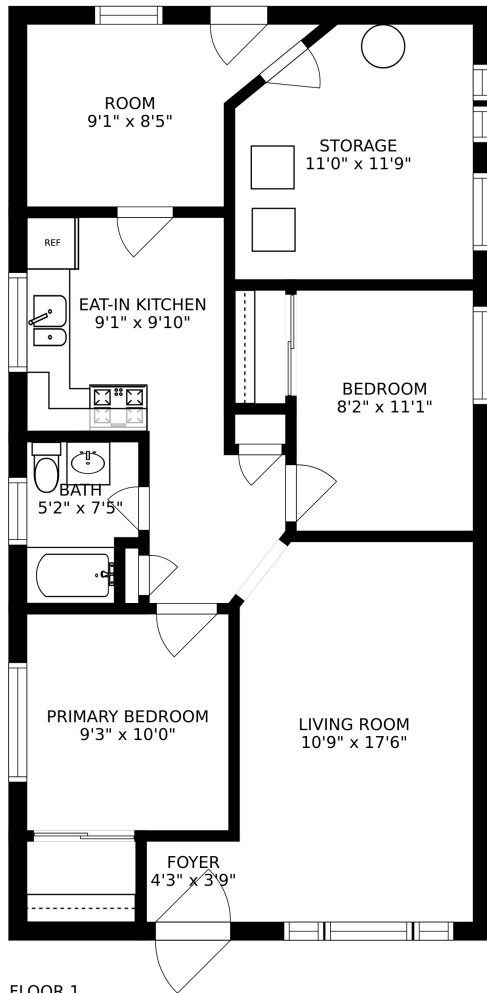 ROOM
9'1" x 8'5"
STORAGE
11'0" x 11'9"
REF
EAT-IN KITCHEN
9'1" x 9'10"
BEDROOM
8'2" x 11'1"
BATH
5'2" x 7'5"
PRIMARY BEDROOM
9'3" x 10'0"
LIVING ROOM
10'9" x 17'6"
FOYER
4'3" x 3'9"
FLOOR 1